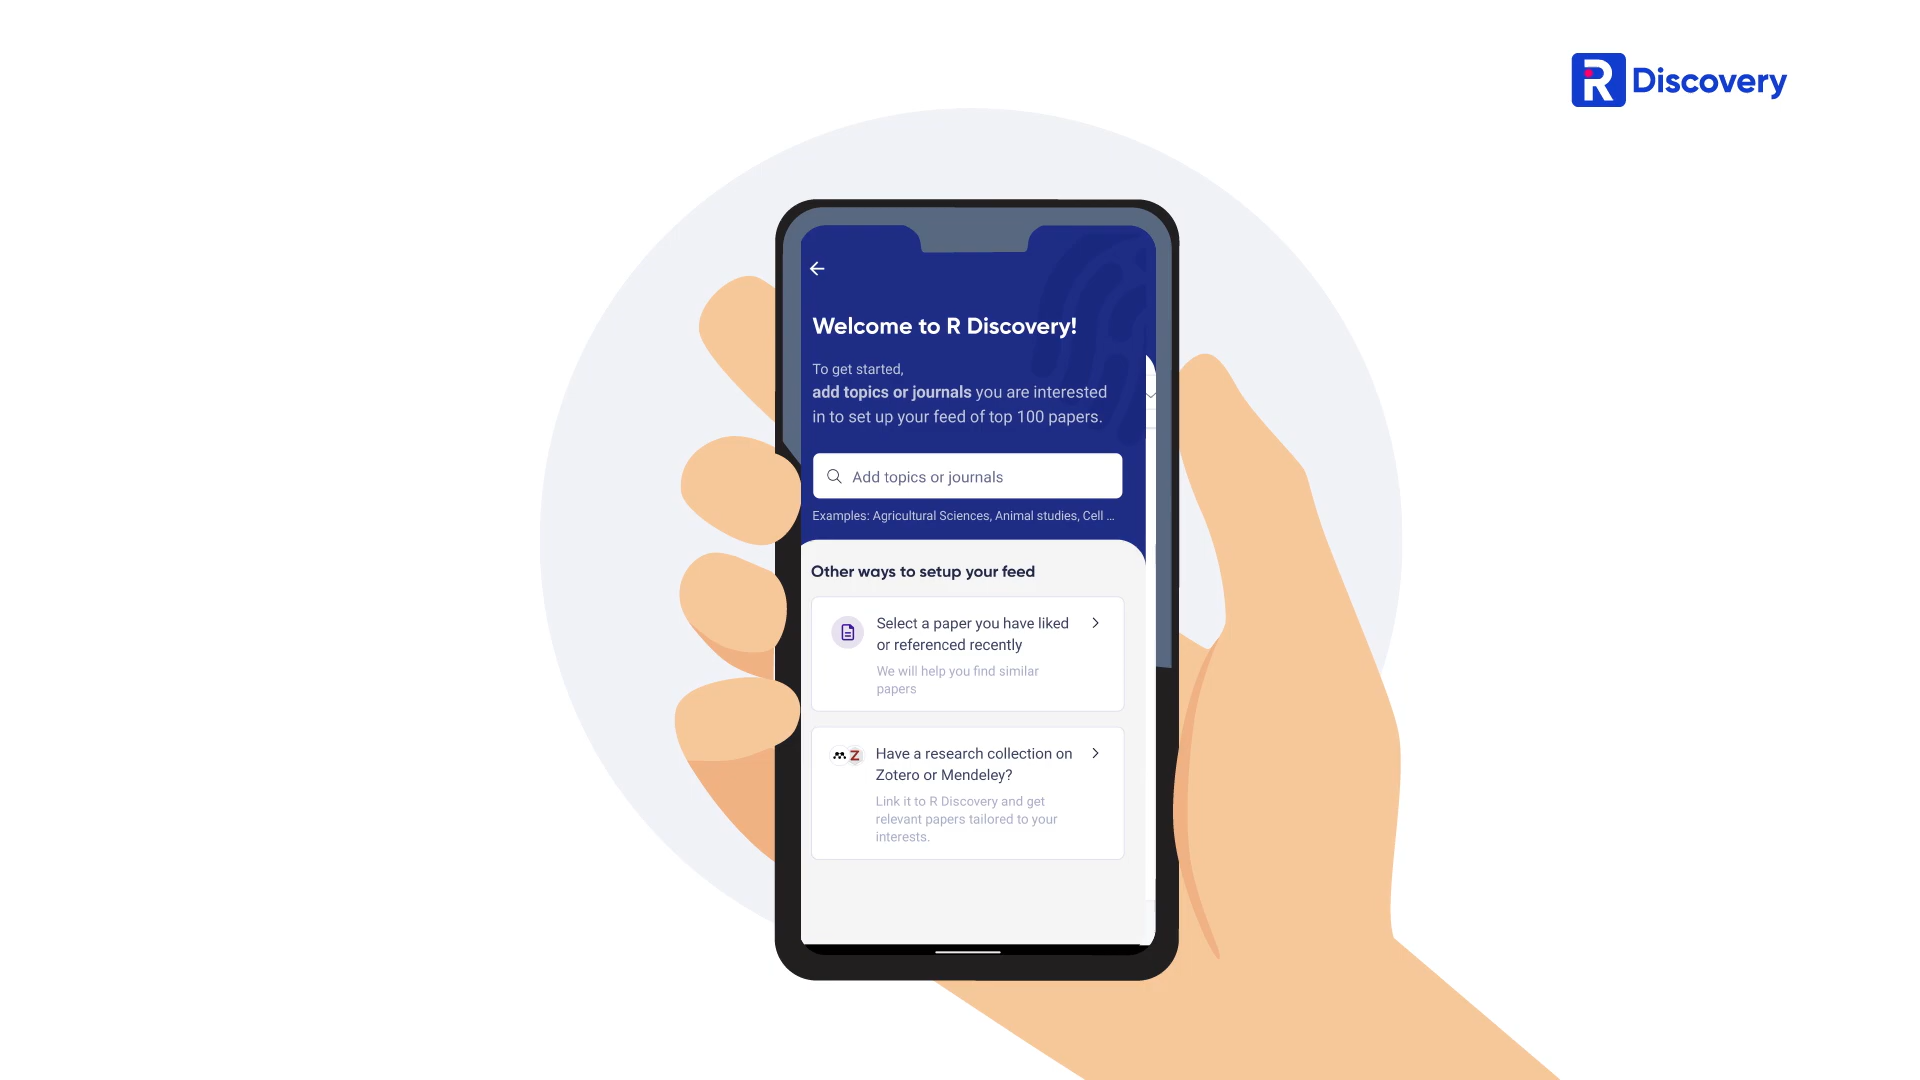 R Discovery
Welcome to R Discovery!
To get started,
add topics or journals you are interested
in to set up your feed of top 100 papers.
Add topics or journals
Examples: Agricultural Sciences, Animal studies, Cell ...
Other ways to setup your feed
Select a paper you have liked
or referenced recently
We will help you find similar
papers
Z
Have a research collection on
Zotero or Mendeley?
Link it to R Discovery and get
relevant papers tailored to your
interests.